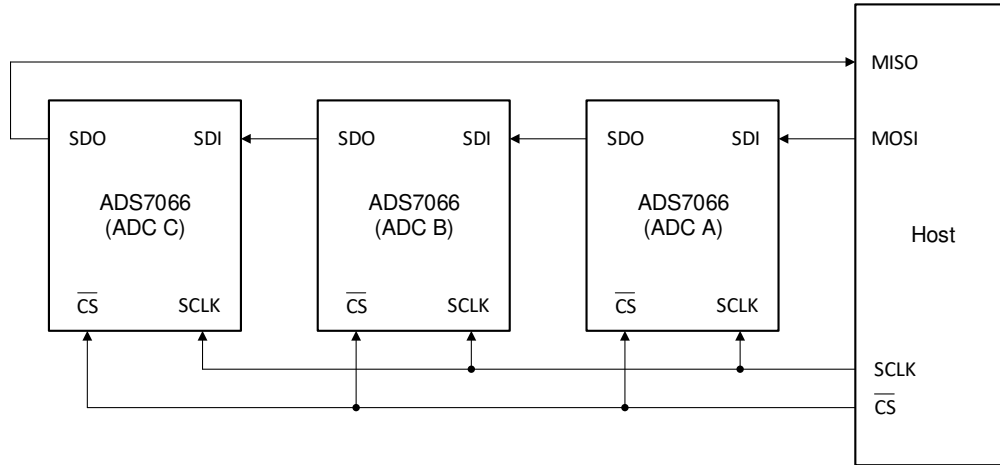 MISO
SDO SDI SDO SDI SDO SDI MOSI
ADS7066 ADS7066 ADS7066
(ADC C) (ADC B) (ADC A) Host
CS SCLK CS SCLK CS SCLK
SCLK
CS